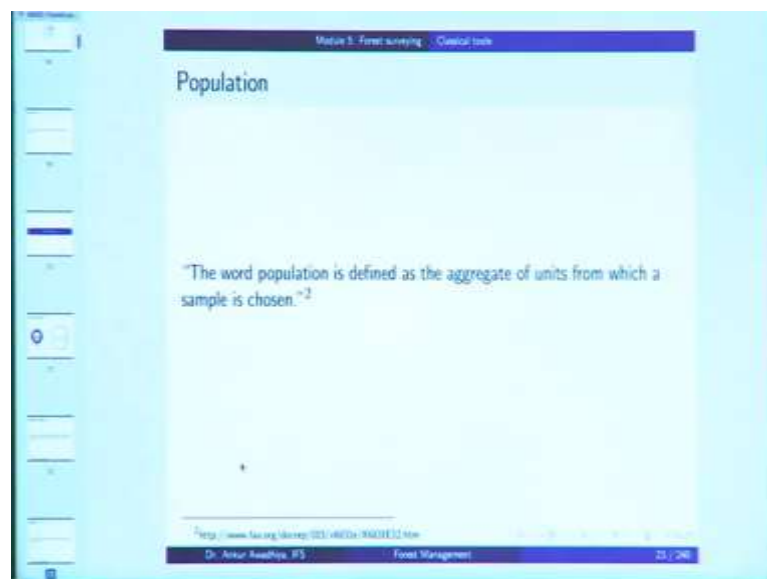 Module 5: Forest surveying Classical tools
Population
"The word population is defined as the aggregate of units from which a
sample is chosen."2
Dr. Ankur Awadhiya, IFS Forest Management